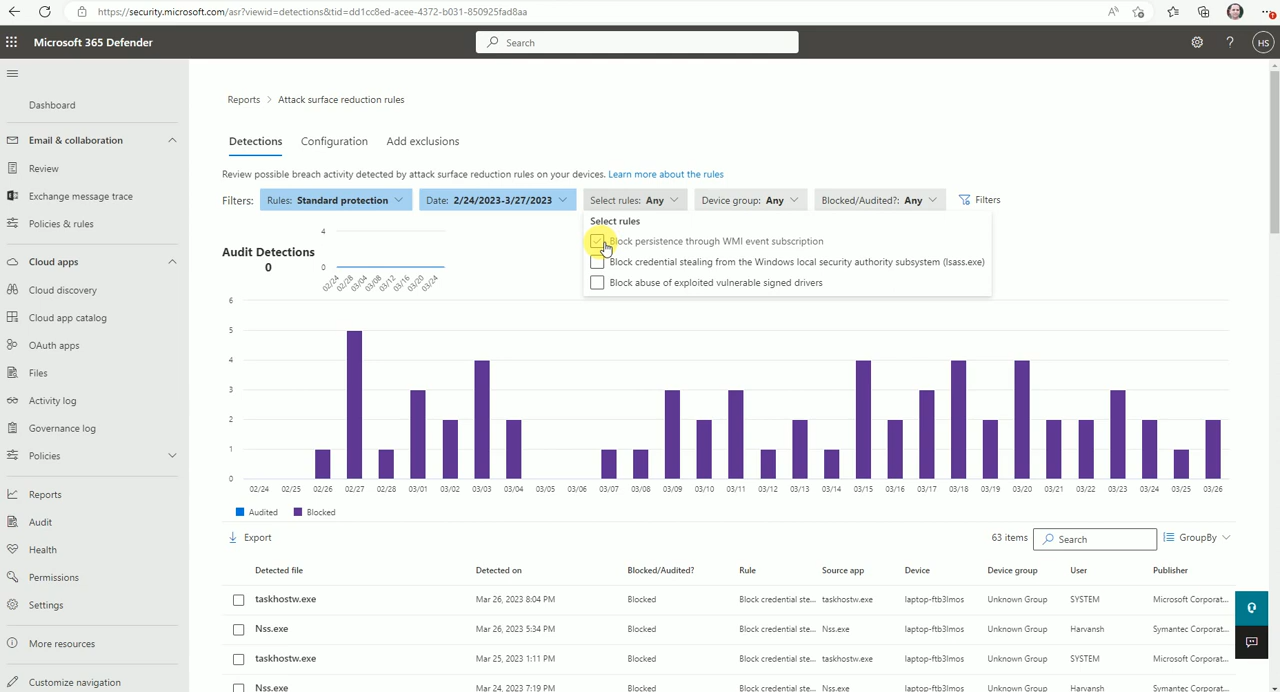 https://security.microsoft.com/asr?viewid=detections&tid=dd1cc8ed-acee-4372-b031-850925fad8aa
Microsoft 365 Defender
Search
HS
Dashboard
Email & collaboration
Review
Exchange message trace
Policies & rules
Cloud apps
Cloud discovery
Cloud app catalog
OAuth apps
Files
Activity log
Governance log
Policies
Reports
Audit
Health
Permissions
Settings
More resources
Customize navigation
Reports > Attack surface reduction rules
Detections Configuration Add exclusions
Review possible breach activity detected by attack surface reduction rules on your devices. Learn more about the rules
Filters: Rules: Standard protection Date: 2/24/2023-3/27/2023 Select rules: Any Device group: Any Blocked/Audited?: Any Filters
Select rules
Block persistence through WMI event subscription
Block credential stealing from the Windows local security authority subsystem (lsass.exe)
Block abuse of exploited vulnerable signed drivers
Audit Detections
0
4
0
02/24 02/28 03/04 03/08 03/12 03/16 03/20 03/24
6
5
4
3
2
1
0
02/24 02/25 02/26 02/27 02/28 03/01 03/02 03/03 03/04 03/05 03/06 03/07 03/08 03/09 03/10 03/11 03/12 03/13 03/14 03/15 03/16 03/17 03/18 03/19 03/20 03/21 03/22 03/23 03/24 03/25 03/26
Audited Blocked
Export 63 items Search GroupBy
Detected file Detected on Blocked/Audited? Rule Source app Device Device group User Publisher
taskhostw.exe Mar 26, 2023 8:04 PM Blocked Block credential ste... taskhostw.exe laptop-ftb3lmos Unknown Group SYSTEM Microsoft Corporat...
Nss.exe Mar 26, 2023 5:34 PM Blocked Block credential ste... Nss.exe laptop-ftb3lmos Unknown Group Harvansh Symantec Corporat...
taskhostw.exe Mar 25, 2023 1:11 PM Blocked Block credential ste... taskhostw.exe laptop-ftb3lmos Unknown Group SYSTEM Microsoft Corporat...
Nss.exe Mar 24, 2023 7:19 PM Blocked Block credential ste... Nss.exe laptop-ftb3lmos Unknown Group Harvansh Symantec Corporat...